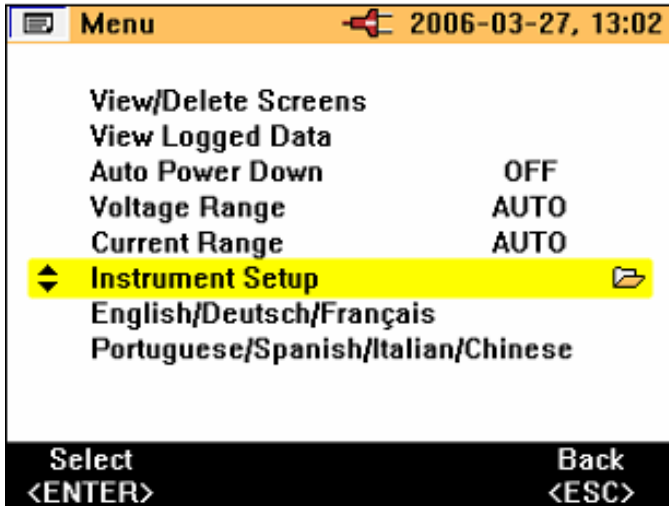 Menu 2006-03-27, 13:02
View/Delete Screens
View Logged Data
Auto Power Down OFF
Voltage Range AUTO
Current Range AUTO
Instrument Setup
English/Deutsch/Français
Portuguese/Spanish/Italian/Chinese
Select Back
<ENTER> <ESC>